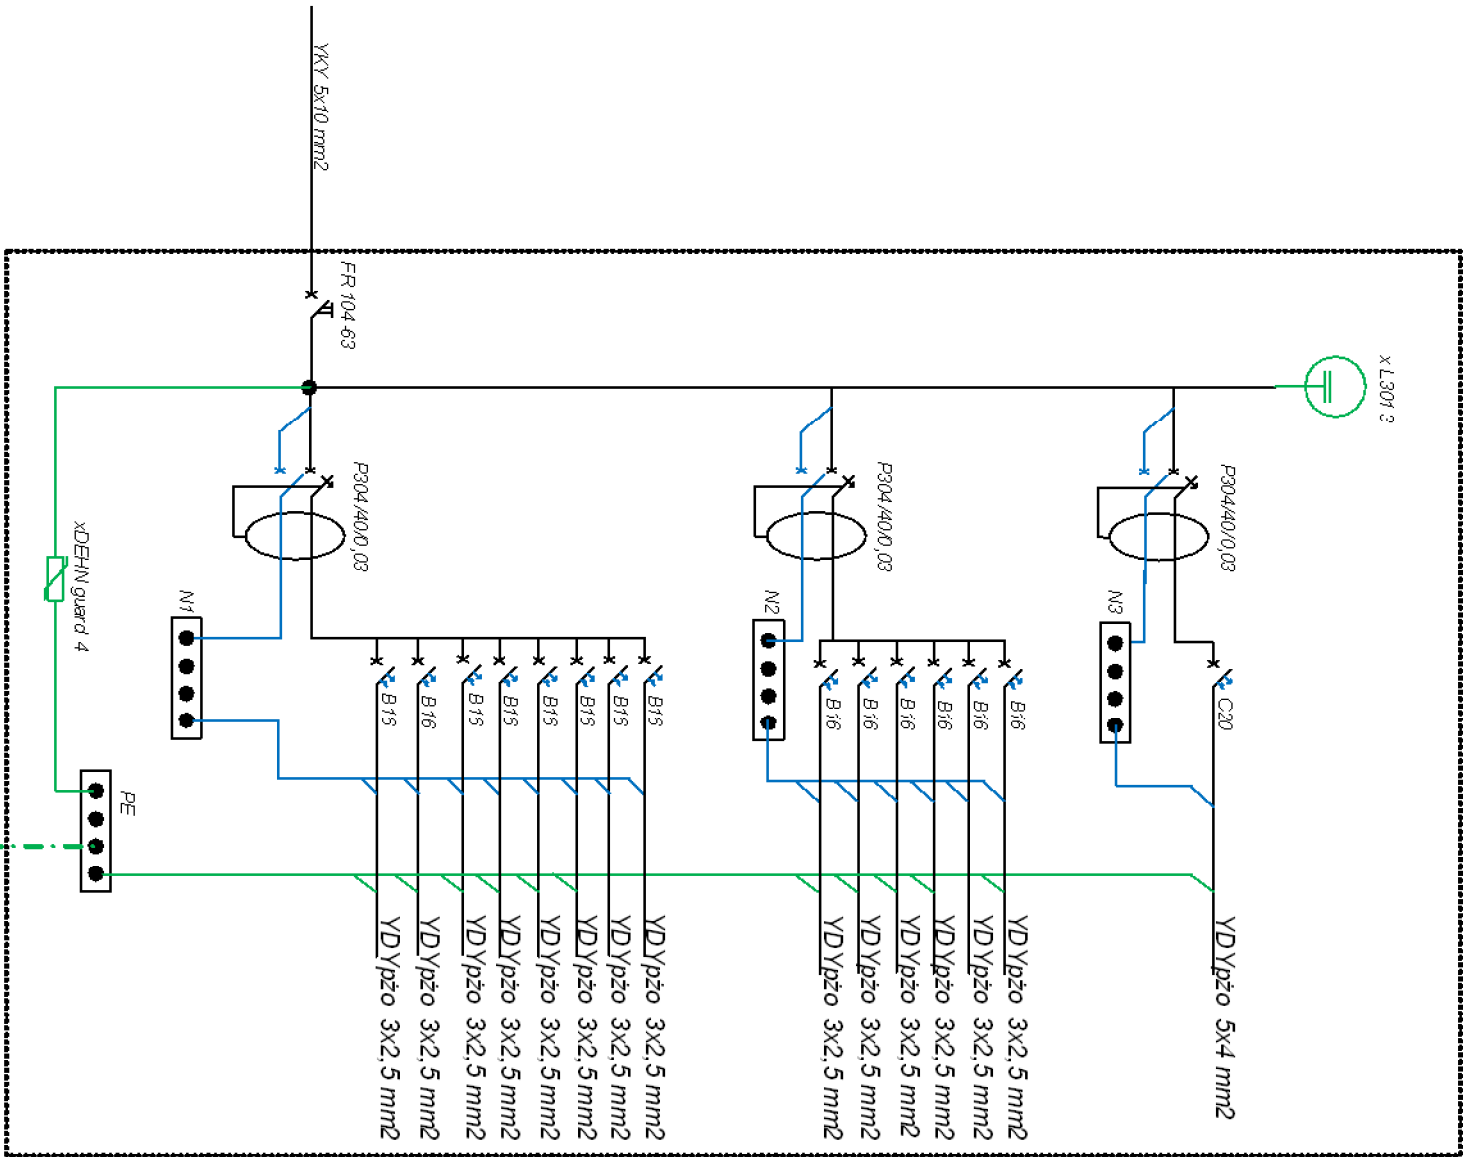 YKY 5x10 mm2
FR 104-63
x L301 3
P304/40/0,03
P304/40/0,03
P304/40/0,03
xDEHN guard 4
N1
N2
N3
B16
B16
B16
B16
B16
B16
B16
B16
B16
B16
B16
B16
B16
B16
C20
PE
YDYpżo 3x2,5 mm2
YDYpżo 3x2,5 mm2
YDYpżo 3x2,5 mm2
YDYpżo 3x2,5 mm2
YDYpżo 3x2,5 mm2
YDYpżo 3x2,5 mm2
YDYpżo 3x2,5 mm2
YDYpżo 3x2,5 mm2
YDYpżo 3x2,5 mm2
YDYpżo 3x2,5 mm2
YDYpżo 3x2,5 mm2
YDYpżo 3x2,5 mm2
YDYpżo 3x2,5 mm2
YDYpżo 3x2,5 mm2
YDYpżo 5x4 mm2